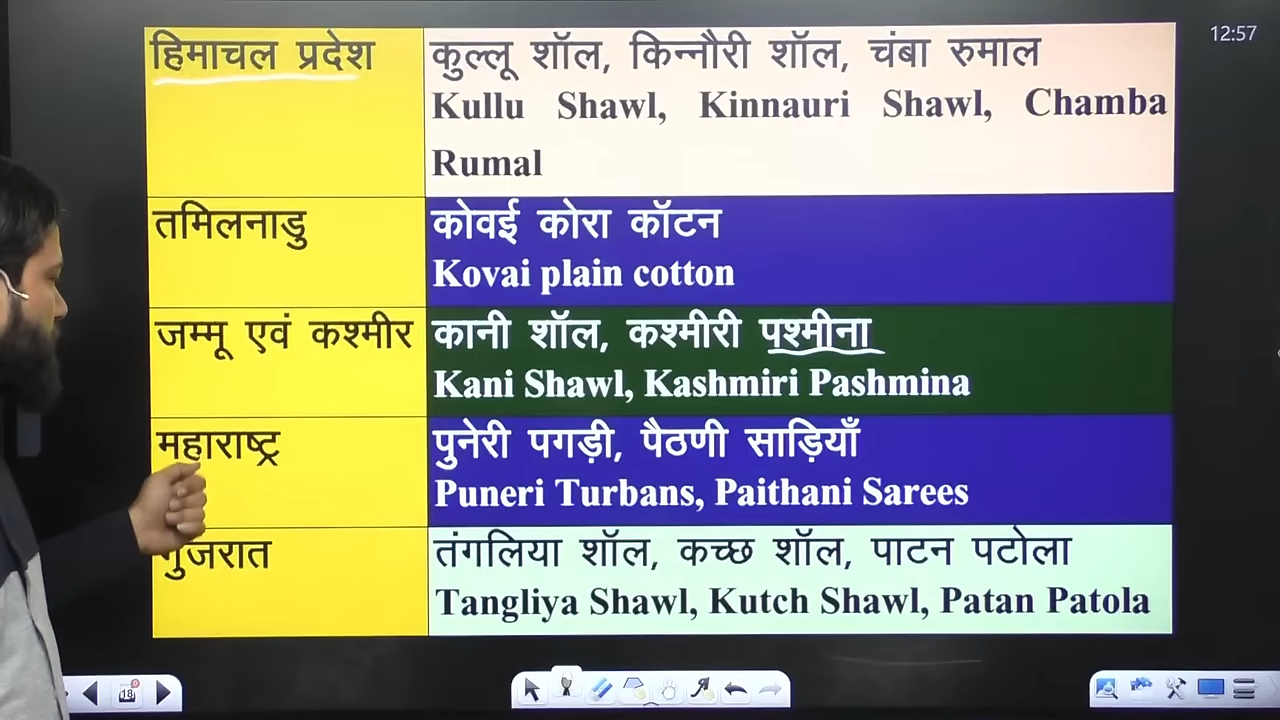 12:57
हिमाचल प्रदेश
कुल्लू शॉल, किन्नौरी शॉल, चंबा रुमाल
Kullu Shawl, Kinnauri Shawl, Chamba
Rumal
तमिलनाडु
कोवई कोरा कॉटन
Kovai plain cotton
जम्मू एवं कश्मीर
कानी शॉल, कश्मीरी पश्मीना
Kani Shawl, Kashmiri Pashmina
महाराष्ट्र
पुनेरी पगड़ी, पैठणी साड़ियाँ
Puneri Turbans, Paithani Sarees
गुजरात
तंगलिया शॉल, कच्छ शॉल, पाटन पटोला
Tangliya Shawl, Kutch Shawl, Patan Patola
18